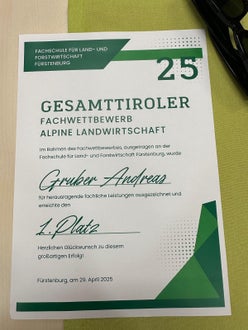 FACHSCHULE FÜR LAND- UND
FORSTWIRTSCHAFT
FÜRSTENBURG
25
GESAMTTIROLER
FACHWETTBEWERB
ALPINE LANDWIRTSCHAFT
Im Rahmen des Fachwettbewerbs, ausgetragen an der
Fachschule für Land- und Forstwirtschaft Fürstenburg, wurde
Gruber Andreas
für herausragende fachliche Leistungen ausgezeichnet und
erreichte den
1. Platz
Herzlichen Glückwunsch zu diesem
großartigen Erfolg!
Fürstenburg, am 29. April 2025